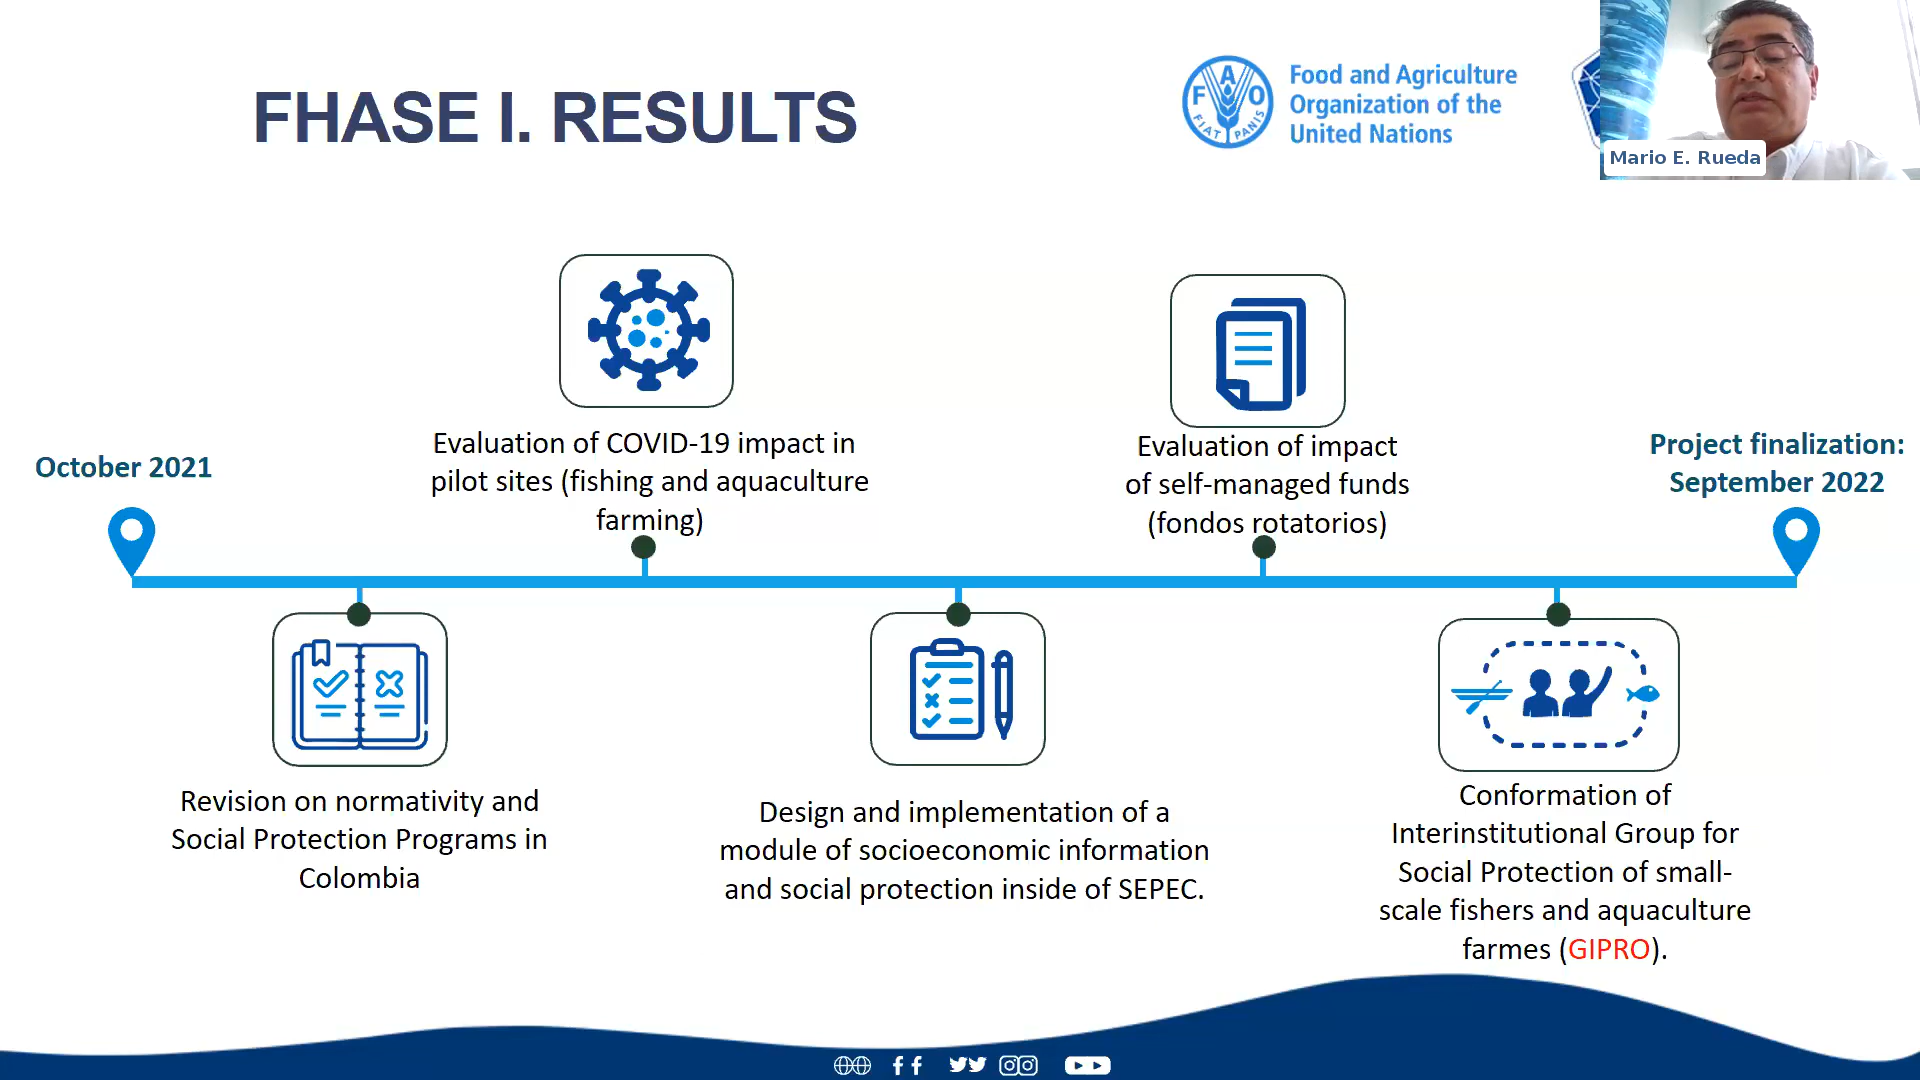 FHASE I. RESULTS
FAO
FIAT PANIS
Food and Agriculture
Organization of the
United Nations
Mario E. Rueda
October 2021
Evaluation of COVID-19 impact in
pilot sites (fishing and aquaculture
farming)
Evaluation of impact
of self-managed funds
(fondos rotatorios)
Project finalization:
September 2022
Revision on normativity and
Social Protection Programs in
Colombia
Design and implementation of a
module of socioeconomic information
and social protection inside of SEPEC.
Conformation of
Interinstitutional Group for
Social Protection of small-
scale fishers and aquaculture
farmes (GIPRO).